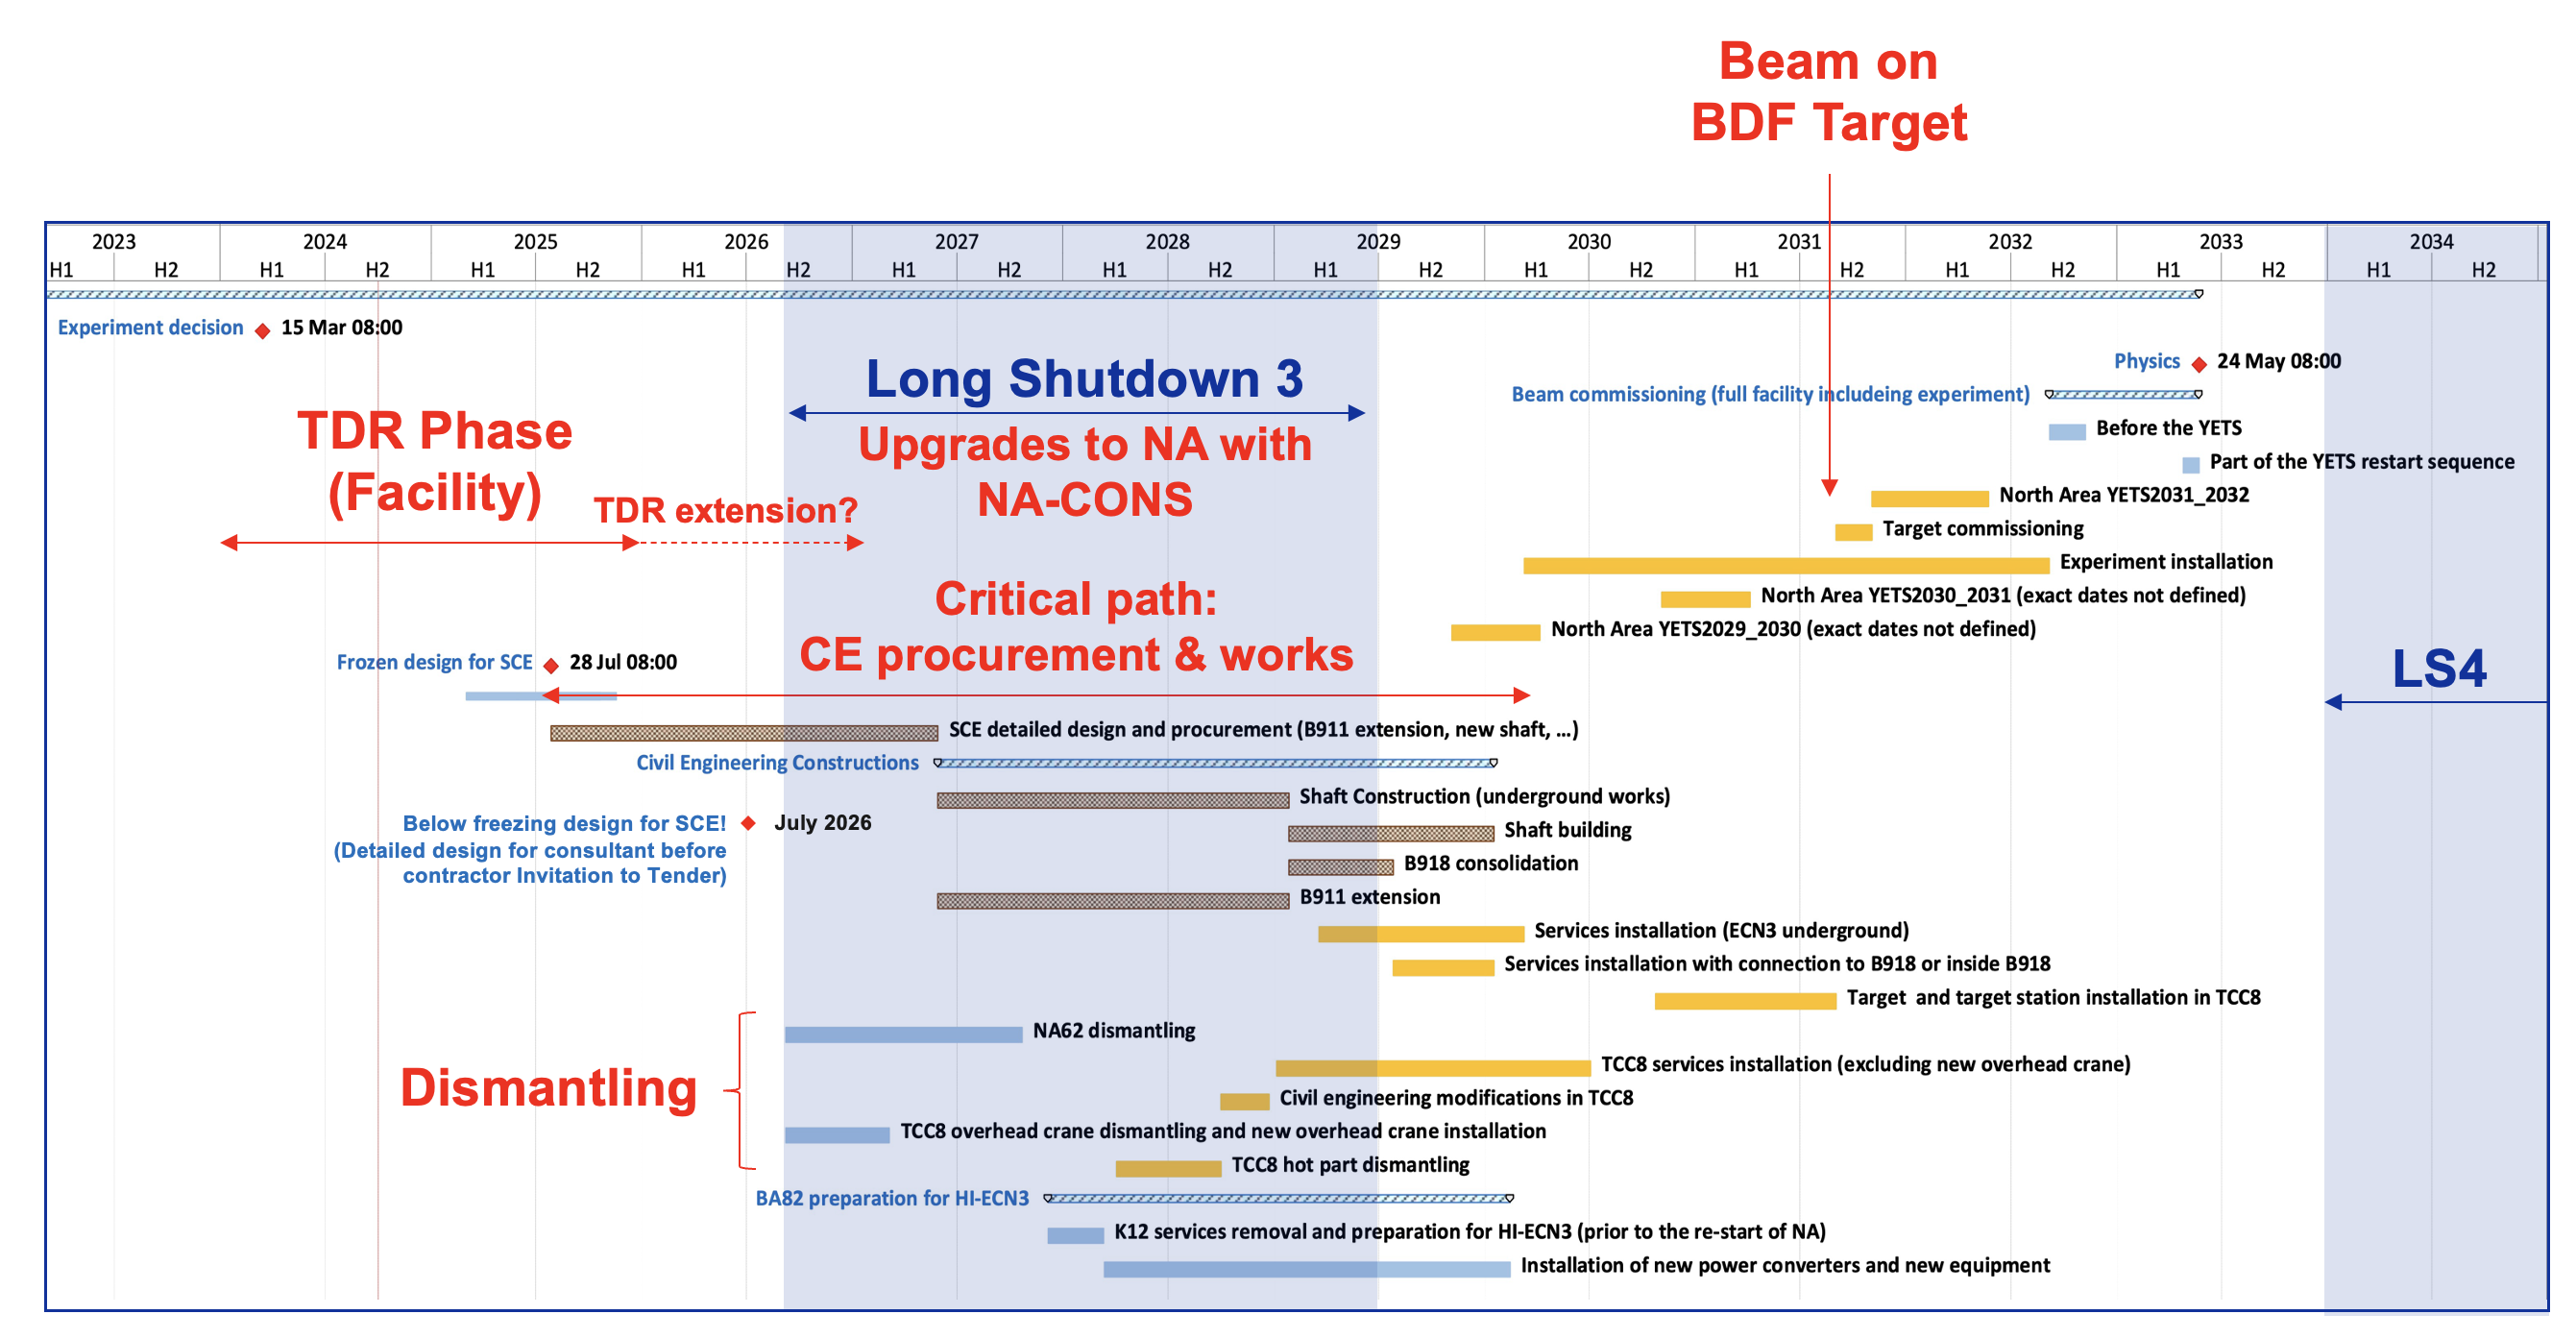 Beam on
BDF Target
2023 2024 2025 2026 2027 2028 2029 2030 2031 2032 2033 2034
H1 H2 H1 H2 H1 H2 H1 H2 H1 H2 H1 H2 H1 H2 H1 H2 H1 H2 H1 H2 H1 H2 H1 H2
Experiment decision 15 Mar 08:00
Physics 24 May 08:00
Long Shutdown 3
Beam commissioning (full facility includeing experiment)
TDR Phase
(Facility)
Upgrades to NA with
NA-CONS
Before the YETS
Part of the YETS restart sequence
TDR extension?
North Area YETS2031_2032
Target commissioning
Experiment installation
Critical path:
CE procurement & works
North Area YETS2030_2031 (exact dates not defined)
North Area YETS2029_2030 (exact dates not defined)
Frozen design for SCE 28 Jul 08:00
LS4
SCE detailed design and procurement (B911 extension, new shaft, ...)
Civil Engineering Constructions
Shaft Construction (underground works)
Below freezing design for SCE! July 2026
(Detailed design for consultant before
contractor Invitation to Tender)
Shaft building
B918 consolidation
B911 extension
Services installation (ECN3 underground)
Services installation with connection to B918 or inside B918
Target and target station installation in TCC8
Dismantling
NA62 dismantling
TCC8 services installation (excluding new overhead crane)
Civil engineering modifications in TCC8
TCC8 overhead crane dismantling and new overhead crane installation
TCC8 hot part dismantling
BA82 preparation for HI-ECN3
K12 services removal and preparation for HI-ECN3 (prior to the re-start of NA)
Installation of new power converters and new equipment